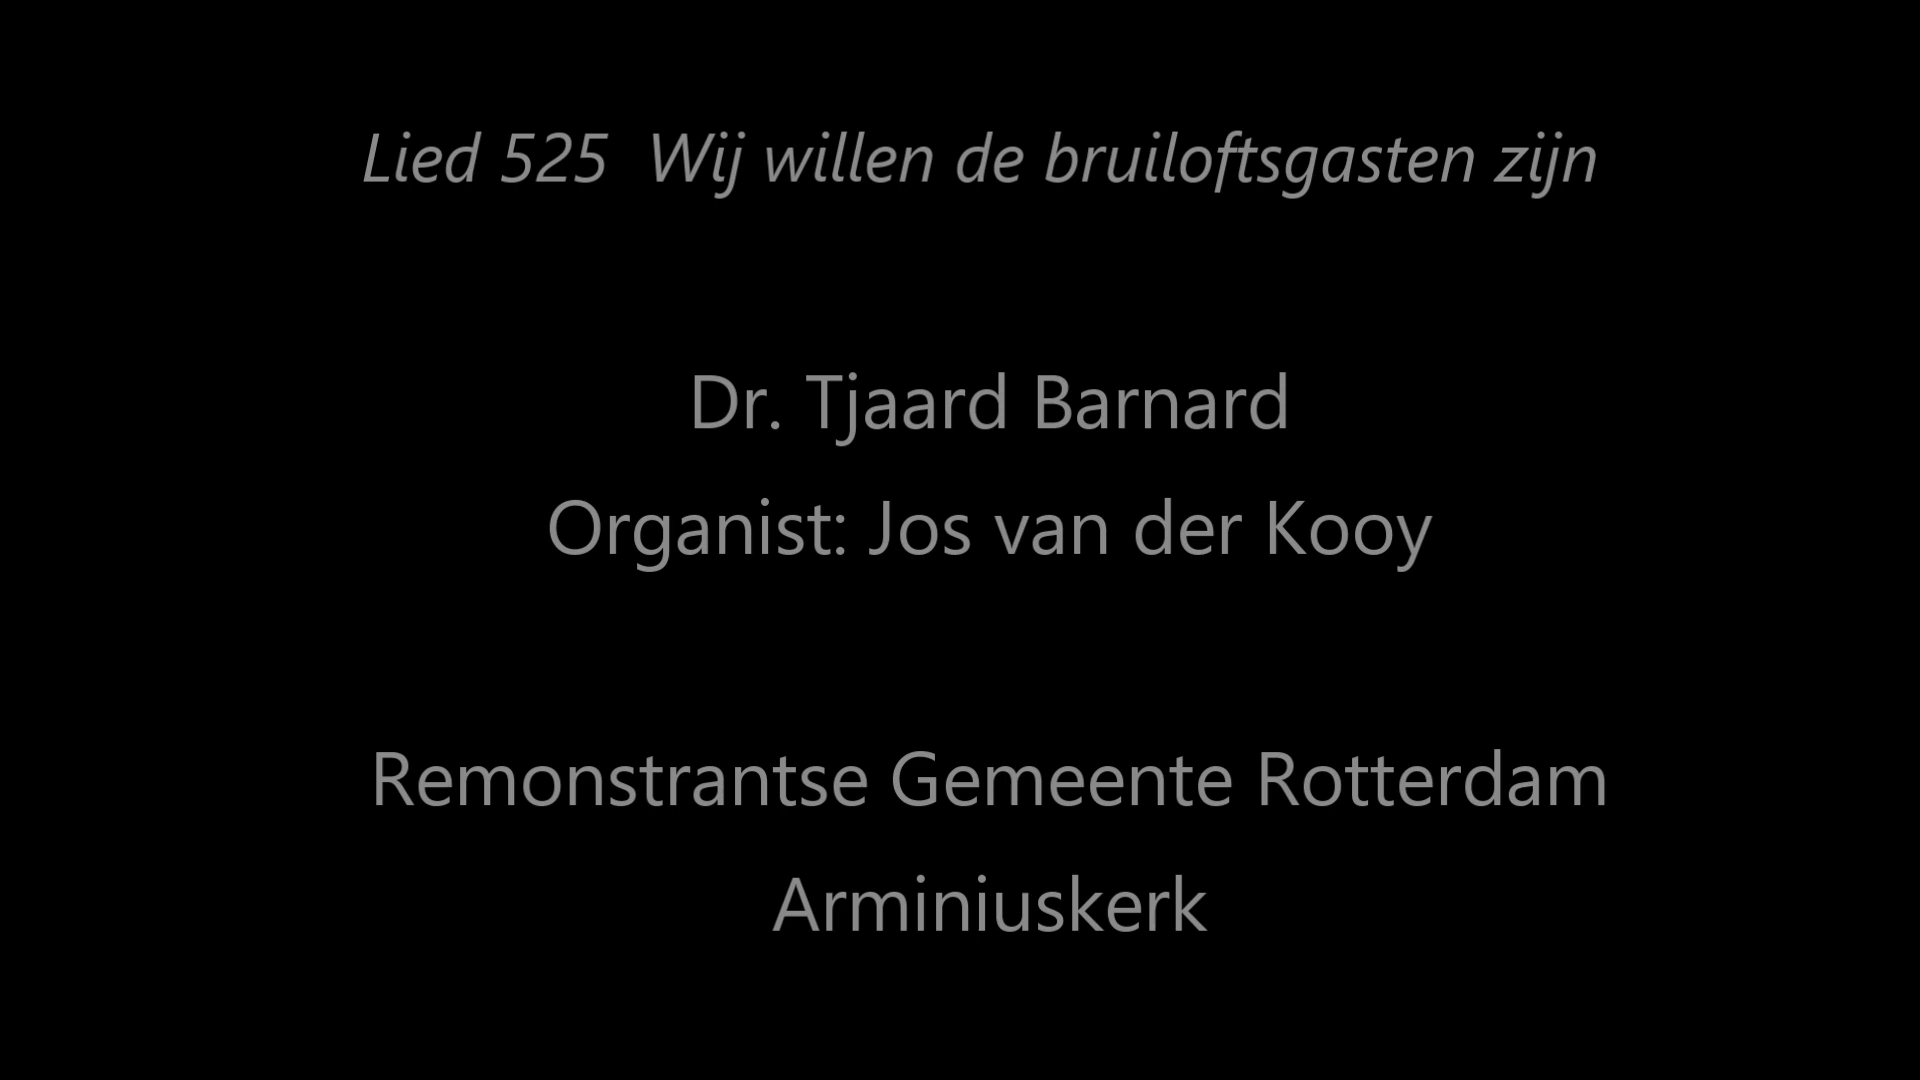 Lied 525  Wij willen de bruiloftsgasten zijn
Dr. Tjaard Barnard
Organist: Jos van der Kooy
Remonstrantse Gemeente Rotterdam
Arminiuskerk